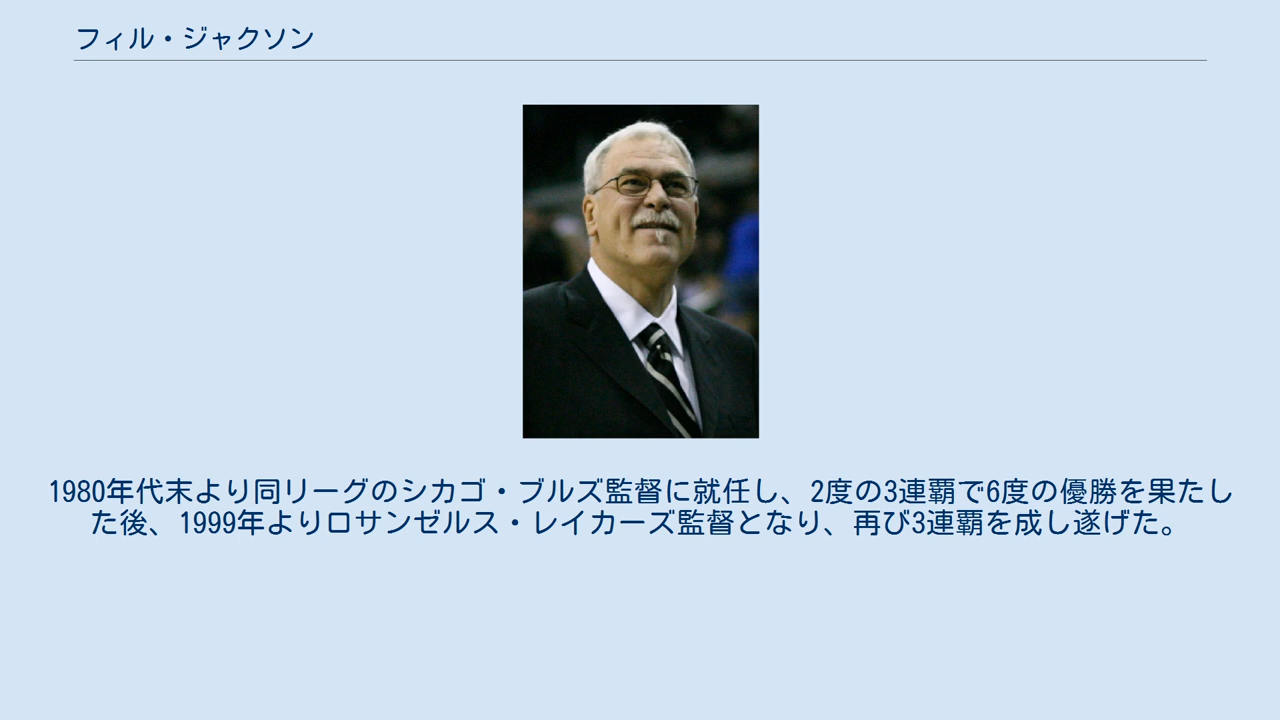 フィル・ジャクソン
1980年代末より同リーグのシカゴ・ブルズ監督に就任し、2度の3連覇で6度の優勝を果たし
た後、1999年よりロサンゼルス・レイカーズ監督となり、再び3連覇を成し遂げた。